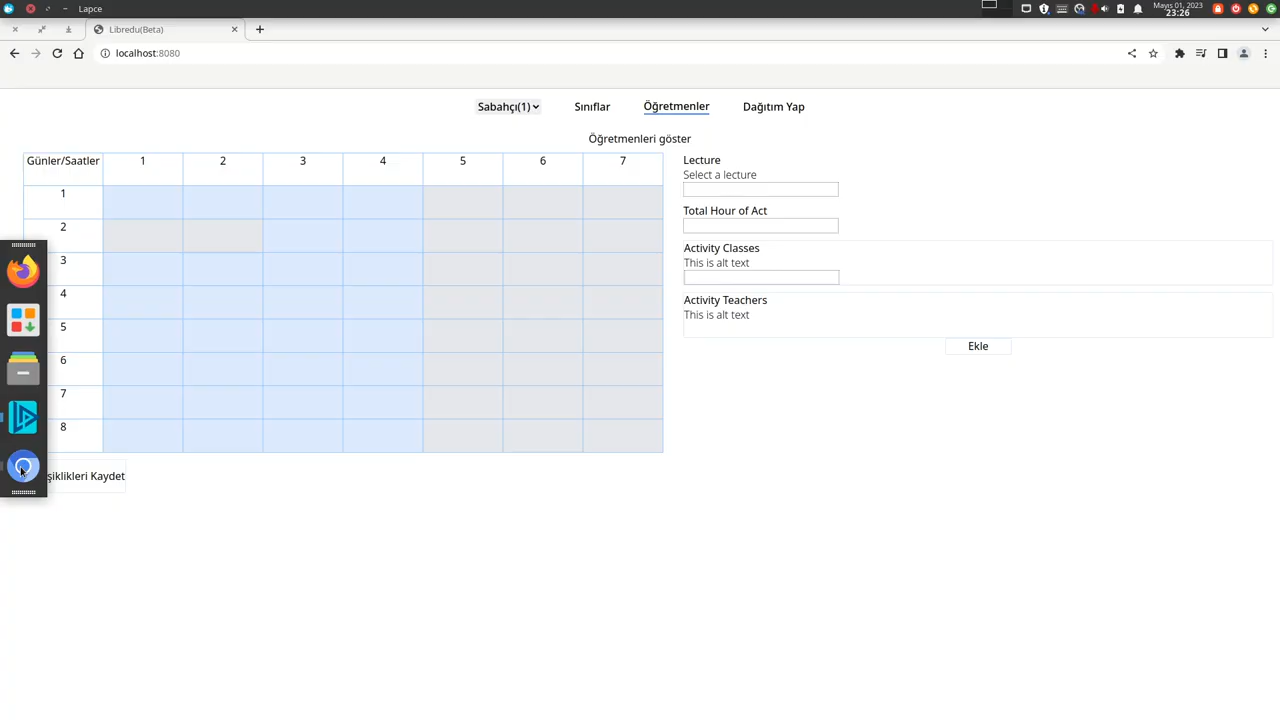 Lapce
Mayıs 01, 2023
23:26
Libredu(Beta)
localhost:8080
Sabahçı(1)
Sınıflar
Öğretmenler
Dağıtım Yap
Öğretmenleri göster
Günler/Saatler 1 2 3 4 5 6 7
1
2
3
4
5
6
7
8
şiklikleri Kaydet
Lecture
Select a lecture
Total Hour of Act
Activity Classes
This is alt text
Activity Teachers
This is alt text
Ekle